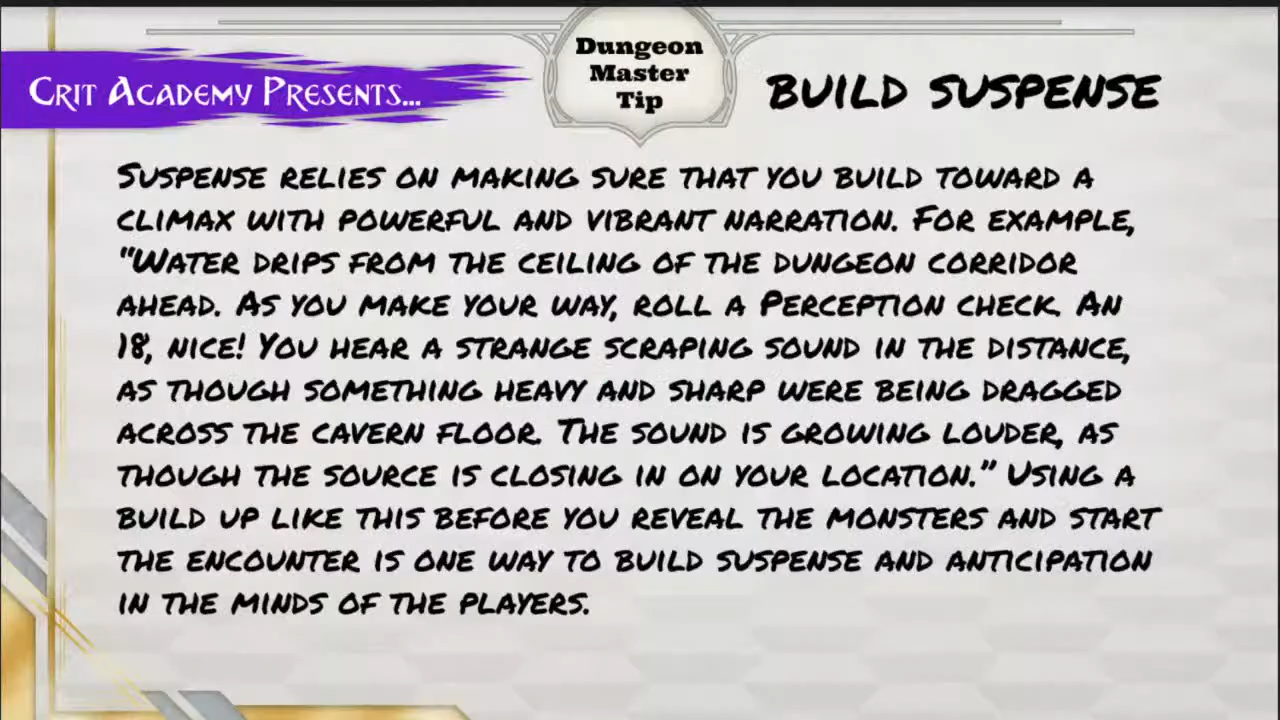 Crit Academy Presents...
Dungeon
Master
Tip
BUILD SUSPENSE
Suspense relies on making sure that you build toward a
climax with powerful and vibrant narration. For example,
"Water drips from the ceiling of the dungeon corridor
ahead. As you make your way, roll a Perception check. An
18, nice! You hear a strange scraping sound in the distance,
as though something heavy and sharp were being dragged
across the cavern floor. The sound is growing louder, as
though the source is closing in on your location.” Using a
build up like this before you reveal the monsters and start
the encounter is one way to build suspense and anticipation
in the minds of the players.